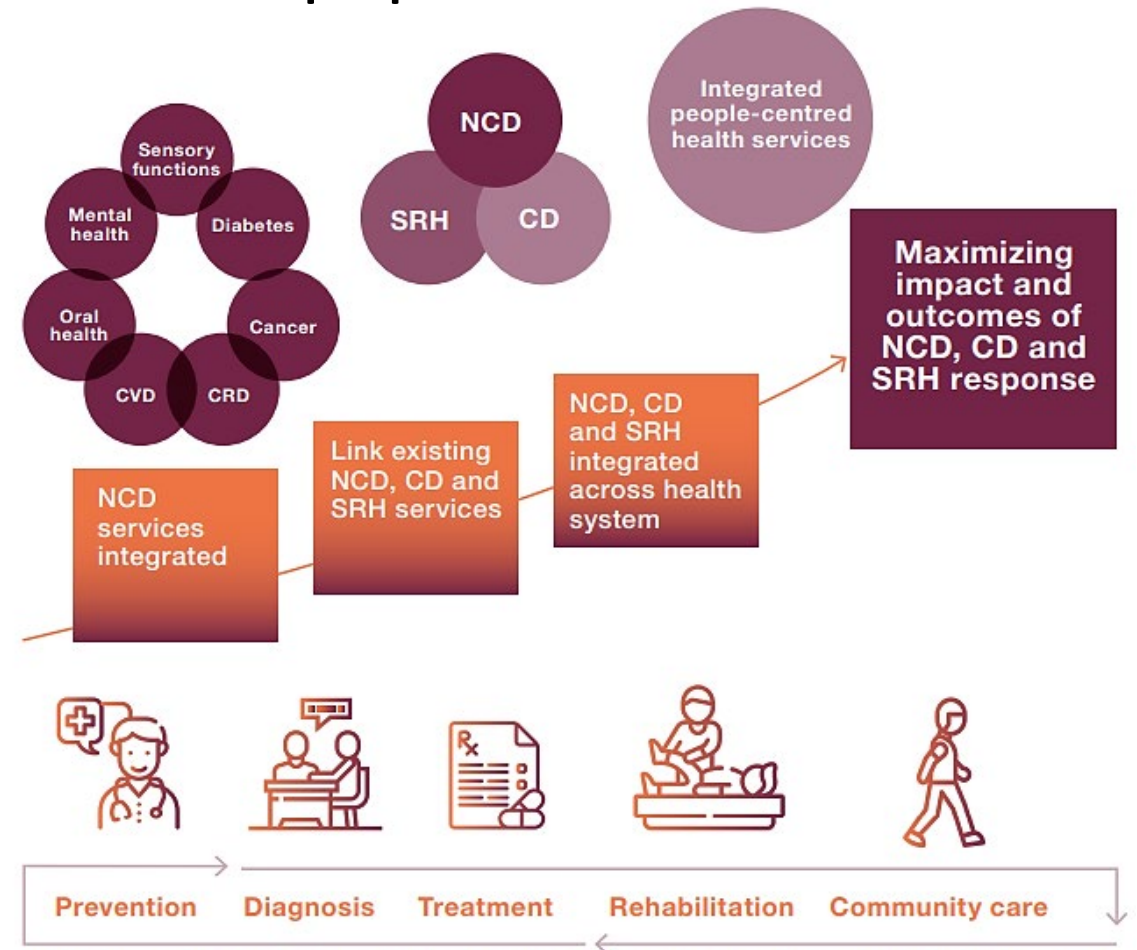 Sensory
functions
Mental
health
Diabetes
Oral
health
Cancer
CVD
CRD
NCD
SRH
CD
Integrated
people-centred
health services
NCD
services
integrated
Link existing
NCD, CD and
SRH services
NCD, CD
and SRH
integrated
across health
system
Maximizing
impact and
outcomes of
NCD, CD and
SRH response
Rx
Prevention
Diagnosis
Treatment
Rehabilitation
Community care